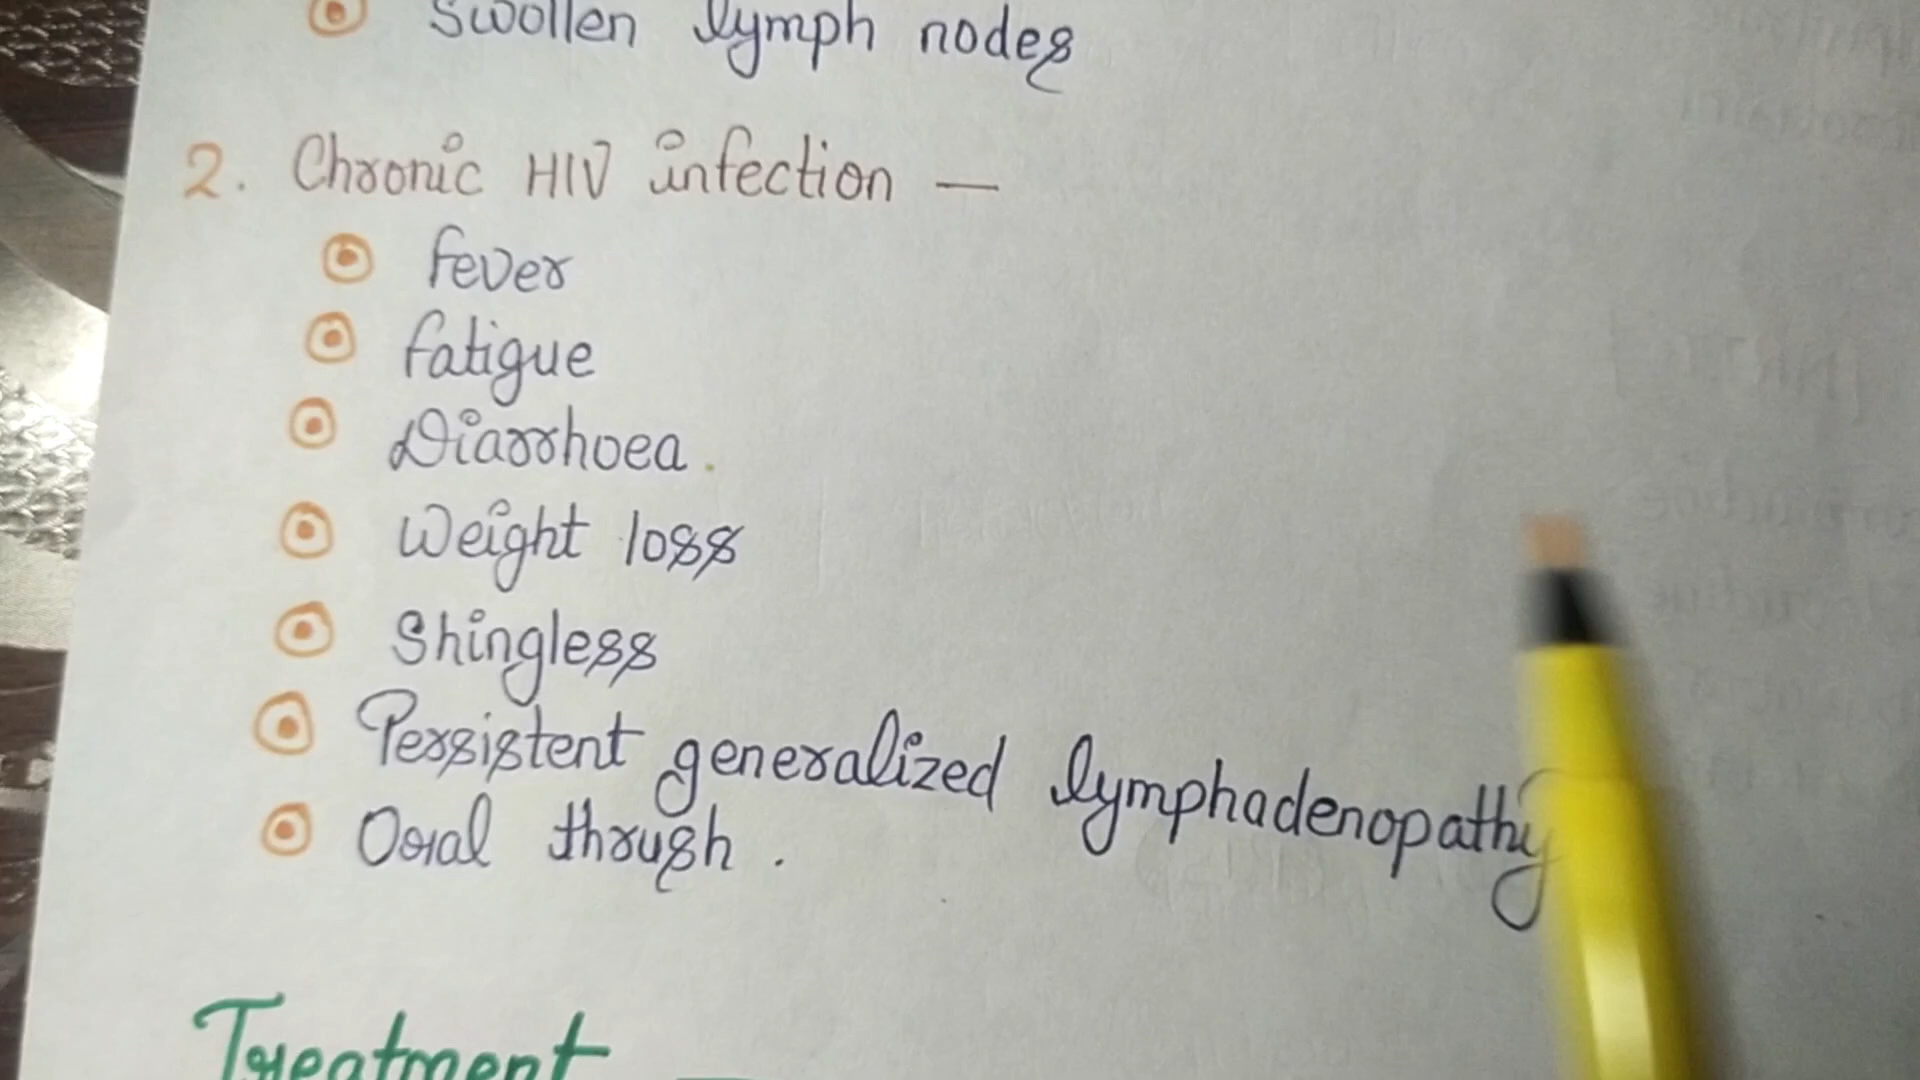 Swollen lymph nodes
2. Chronic HIV infection —
fever
fatigue
Diarrhoea.
Weight loss
Shingless
Persistent generalized lymphadenopathy
Oral thrush.
Treatment